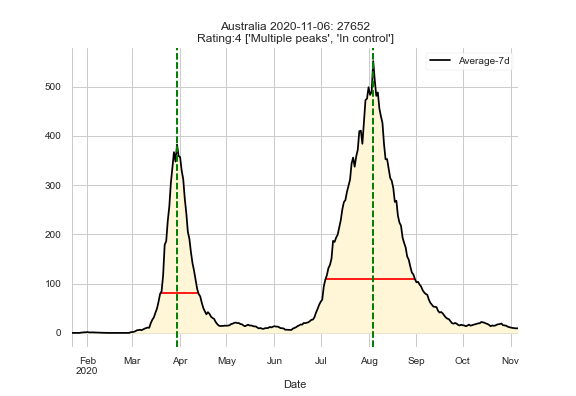 Australia 2020-11-06: 27652
Rating:4 ['Multiple peaks', 'In control']
Average-7d
500
400
300
200
100
0
Feb Mar Apr May Jun Jul Aug Sep Oct Nov
2020
Date